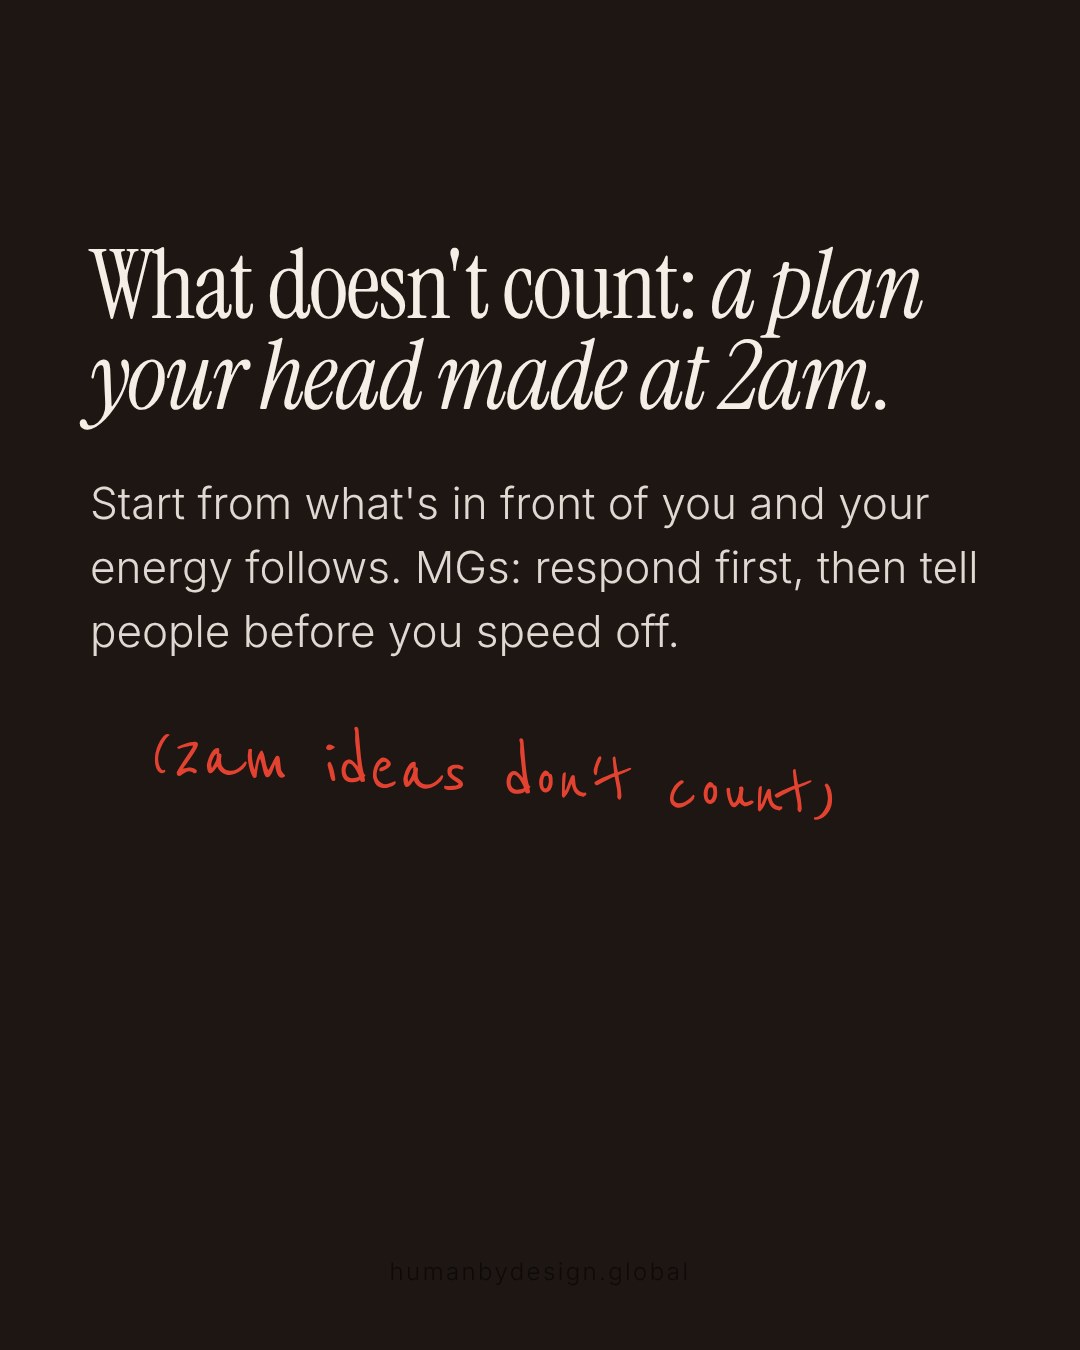 What doesn't count: a plan
your head made at 2am.
Start from what's in front of you and your
energy follows. MGs: respond first, then tell
people before you speed off.
(2am ideas don't count)
humanbydesign.global